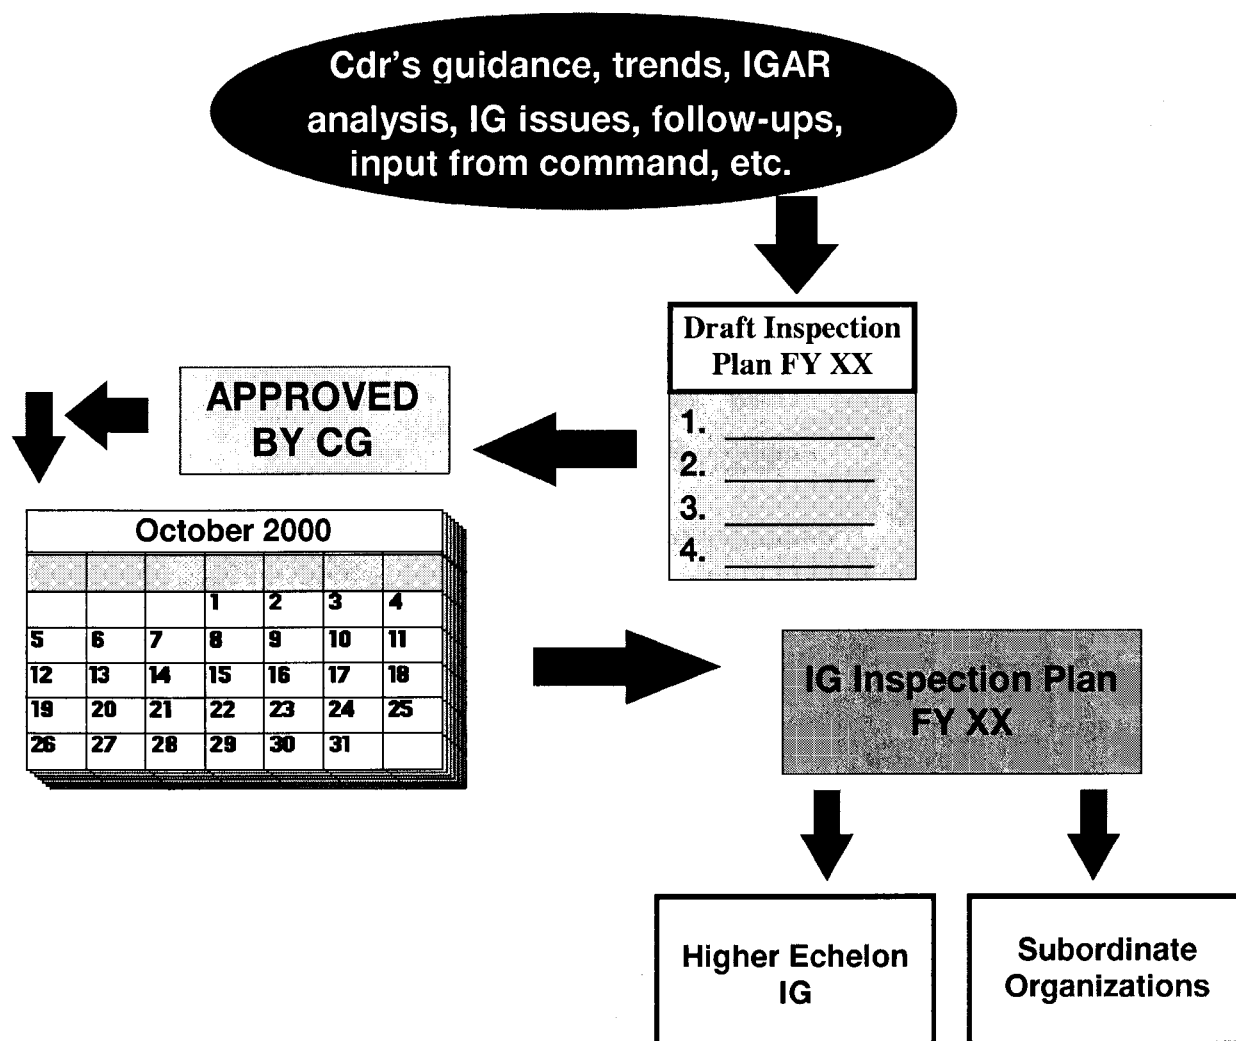 Cdr's guidance, trends, IGAR
analysis, IG issues, follow-ups,
input from command, etc.
Draft Inspection
Plan FY XX
1.
2.
3.
4.
APPROVED
BY CG
October 2000
1 2 3 4
5 6 7 8 9 10 11
12 13 14 15 16 17 18
19 20 21 22 23 24 25
26 27 28 29 30 31
IG Inspection Plan
FY XX
Higher Echelon
IG
Subordinate
Organizations